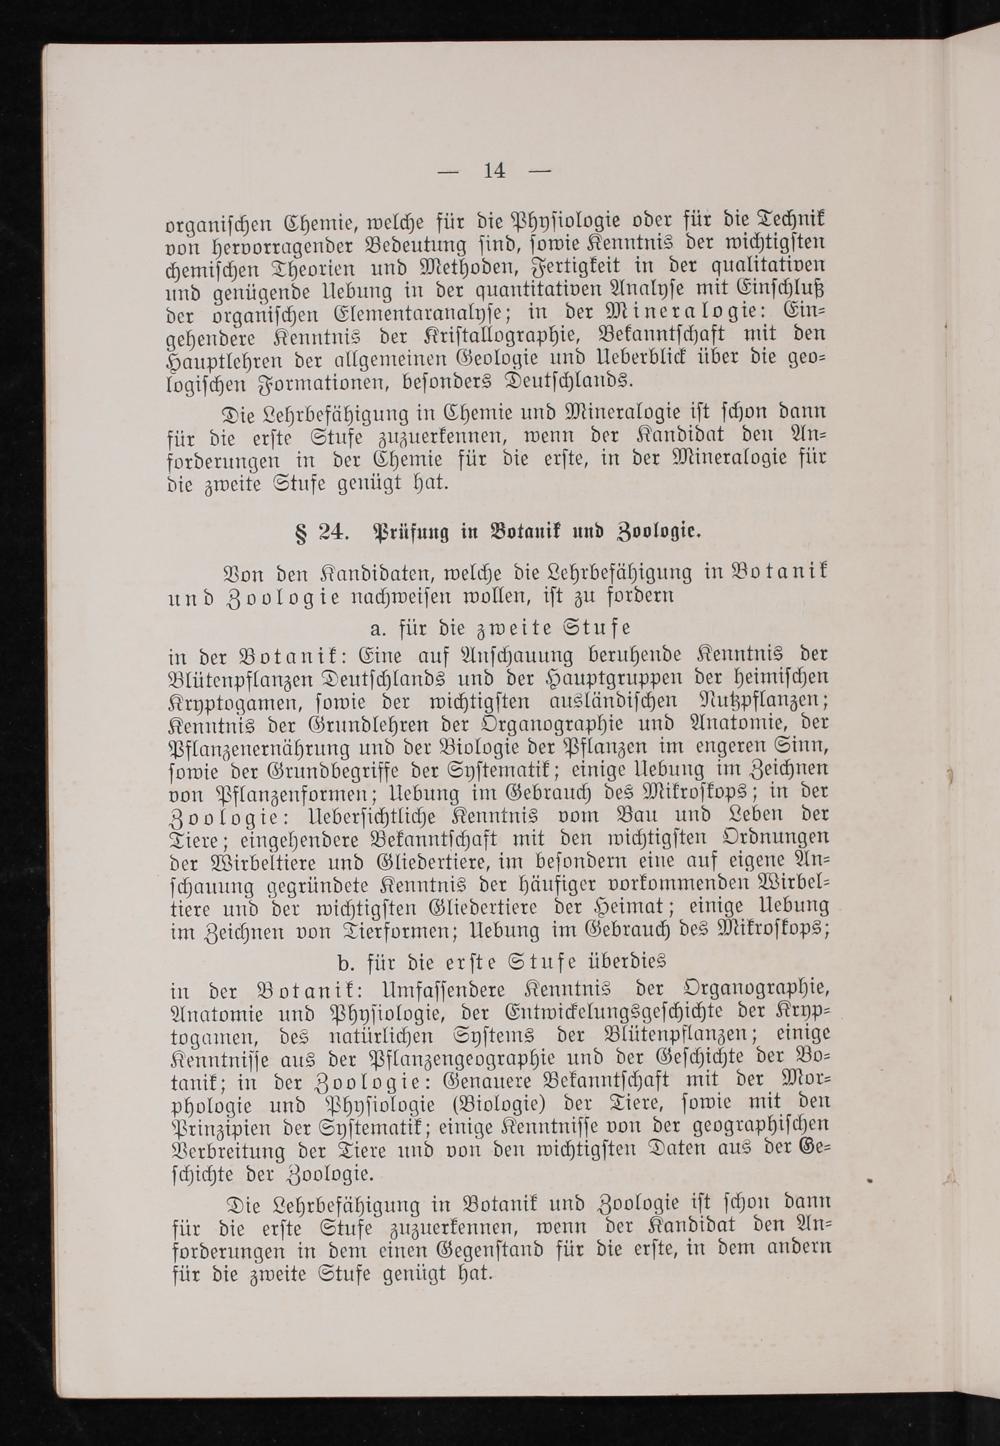 — 14 —
organischen Chemie, welche für die Physiologie oder für die Technik
von hervorragender Bedeutung sind, sowie Kenntnis der wichtigsten
chemischen Theorien und Methoden, Fertigkeit in der qualitativen
und genügende Uebung in der quantitativen Analyse mit Einschluß
der organischen Elementaranalyse; in der Mineralogie: Ein-
gehendere Kenntnis der Kristallographie, Bekanntschaft mit den
Hauptlehren der allgemeinen Geologie und Ueberblick über die geo-
logischen Formationen, besonders Deutschlands.
Die Lehrbefähigung in Chemie und Mineralogie ist schon dann
für die erste Stufe zuzuerkennen, wenn der Kandidat den An-
forderungen in der Chemie für die erste, in der Mineralogie für
die zweite Stufe genügt hat.
§ 24. Prüfung in Botanik und Zoologie.
Von den Kandidaten, welche die Lehrbefähigung in Botanik
und Zoologie nachweisen wollen, ist zu fordern
a. für die zweite Stufe
in der Botanik: Eine auf Anschauung beruhende Kenntnis der
Blütenpflanzen Deutschlands und der Hauptgruppen der heimischen
Kryptogamen, sowie der wichtigsten ausländischen Nutzpflanzen;
Kenntnis der Grundlehren der Organographie und Anatomie, der
Pflanzenernährung und der Biologie der Pflanzen im engeren Sinn,
sowie der Grundbegriffe der Systematik; einige Uebung im Zeichnen
von Pflanzenformen; Uebung im Gebrauch des Mikroskops; in der
Zoologie: Uebersichtliche Kenntnis vom Bau und Leben der
Tiere; eingehendere Bekanntschaft mit den wichtigsten Ordnungen
der Wirbeltiere und Gliedertiere, im besondern eine auf eigene An-
schauung gegründete Kenntnis der häufiger vorkommenden Wirbel-
tiere und der wichtigsten Gliedertiere der Heimat; einige Uebung
im Zeichnen von Tierformen; Uebung im Gebrauch des Mikroskops;
b. für die erste Stufe überdies
in der Botanik: Umfassendere Kenntnis der Organographie,
Anatomie und Physiologie, der Entwickelungsgeschichte der Kryp-
togamen, des natürlichen Systems der Blütenpflanzen; einige
Kenntnisse aus der Pflanzengeographie und der Geschichte der Bo-
tanik; in der Zoologie: Genauere Bekanntschaft mit der Mor-
phologie und Physiologie (Biologie) der Tiere, sowie mit den
Prinzipien der Systematik; einige Kenntnisse von der geographischen
Verbreitung der Tiere und von den wichtigsten Daten aus der Ge-
schichte der Zoologie.
Die Lehrbefähigung in Botanik und Zoologie ist schon dann
für die erste Stufe zuzuerkennen, wenn der Kandidat den An-
forderungen in dem einen Gegenstand für die erste, in dem andern
für die zweite Stufe genügt hat.